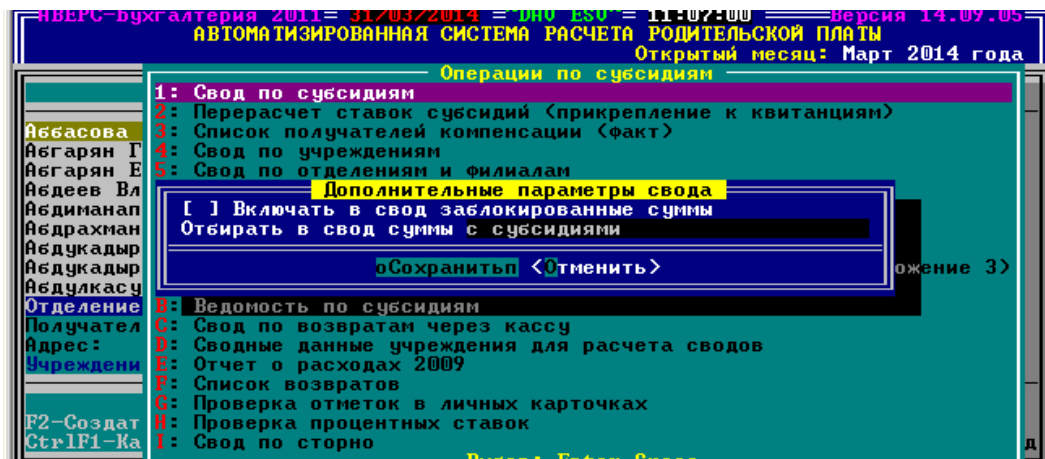 АВЕРС-Бухгалтерия 2011= 31/03/2014 =^DAV ESV^= 11:07:00 Версия 14.09.05
АВТОМАТИЗИРОВАННАЯ СИСТЕМА РАСЧЕТА РОДИТЕЛЬСКОЙ ПЛАТЫ
Открытый месяц: Март 2014 года
Операции по субсидиям
1: Свод по субсидиям
2: Перерасчет ставок субсидий (прикрепление к квитанциям)
Аббасова 3: Список получателей компенсации (факт)
Абгарян Г 4: Свод по учреждениям
Абгарян Е 5: Свод по отделениям и филиалам
Абдеев Вл Дополнительные параметры свода
Абдиманап [ ] Включать в свод заблокированные суммы
Абдрахман Отбирать в свод суммы с субсидиями
Абдукадыр
Абдукадыр оСохранитьп <Отменить> ожение 3)
Абдулкасу
Отделение B: Ведомость по субсидиям
Получател C: Свод по возвратам через кассу
Адрес: D: Сводные данные учреждения для расчета сводов
Учреждени E: Отчет о расходах 2009
F: Список возвратов
G: Проверка отметок в личных карточках
F2-Создат H: Проверка процентных ставок
CtrlF1-Ка I: Свод по сторно д